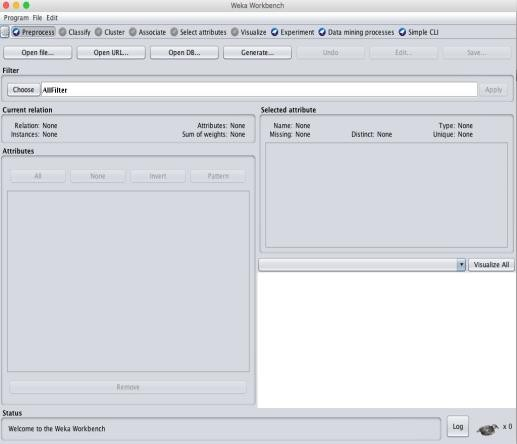 Weka Workbench
Program File Edit
Preprocess Classify Cluster Associate Select attributes Visualize Experiment Data mining processes Simple CLI
Open file... Open URL... Open DB... Generate... Undo Edit... Save...
Filter
Choose AllFilter Apply
Current relation
Relation: None Attributes: None
Instances: None Sum of weights: None
Selected attribute
Name: None Type: None
Missing: None Distinct: None Unique: None
Attributes
All None Invert Pattern
Visualize All
Remove
Status
Welcome to the Weka Workbench
Log x 0